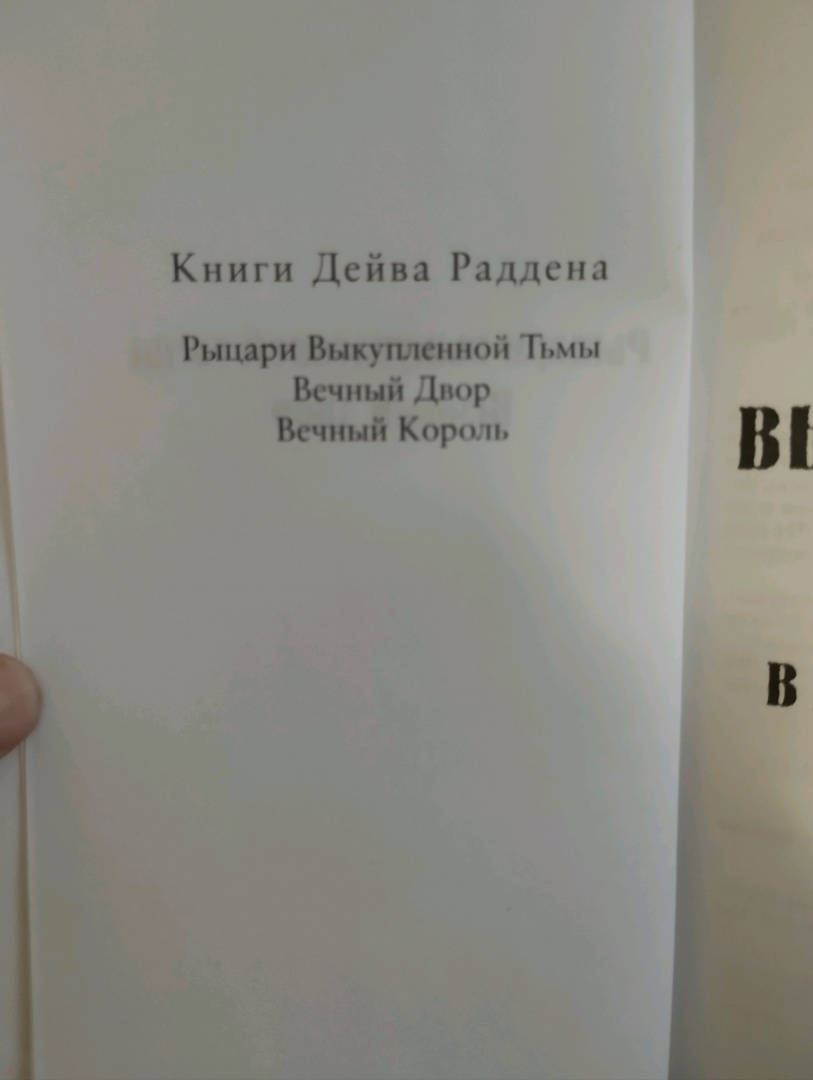 Книги Дейва Раддена
Рыцари Выкупленной Тьмы
Вечный Двор
Вечный Король